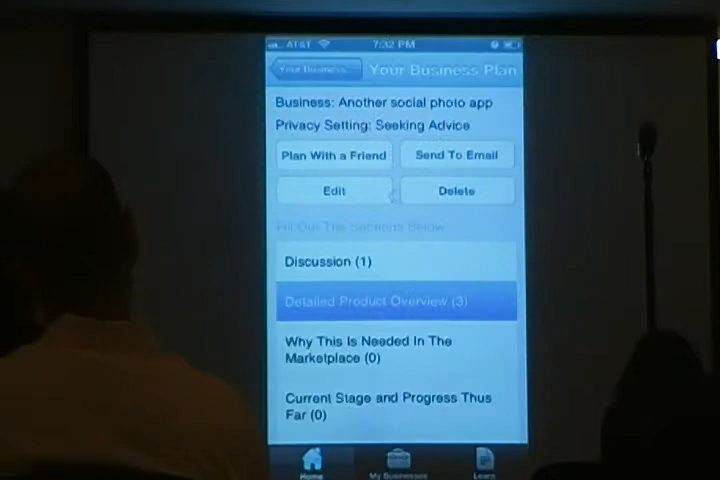 AT&T 7:32 PM
Your Business... Your Business Plan
Business: Another social photo app
Privacy Setting: Seeking Advice
Plan With a Friend Send To Email
Edit Delete
Fill Out The Sections Below
Discussion (1)
Detailed Product Overview (3)
Why This Is Needed In The
Marketplace (0)
Current Stage and Progress Thus
Far (0)
Home My Businesses Learn